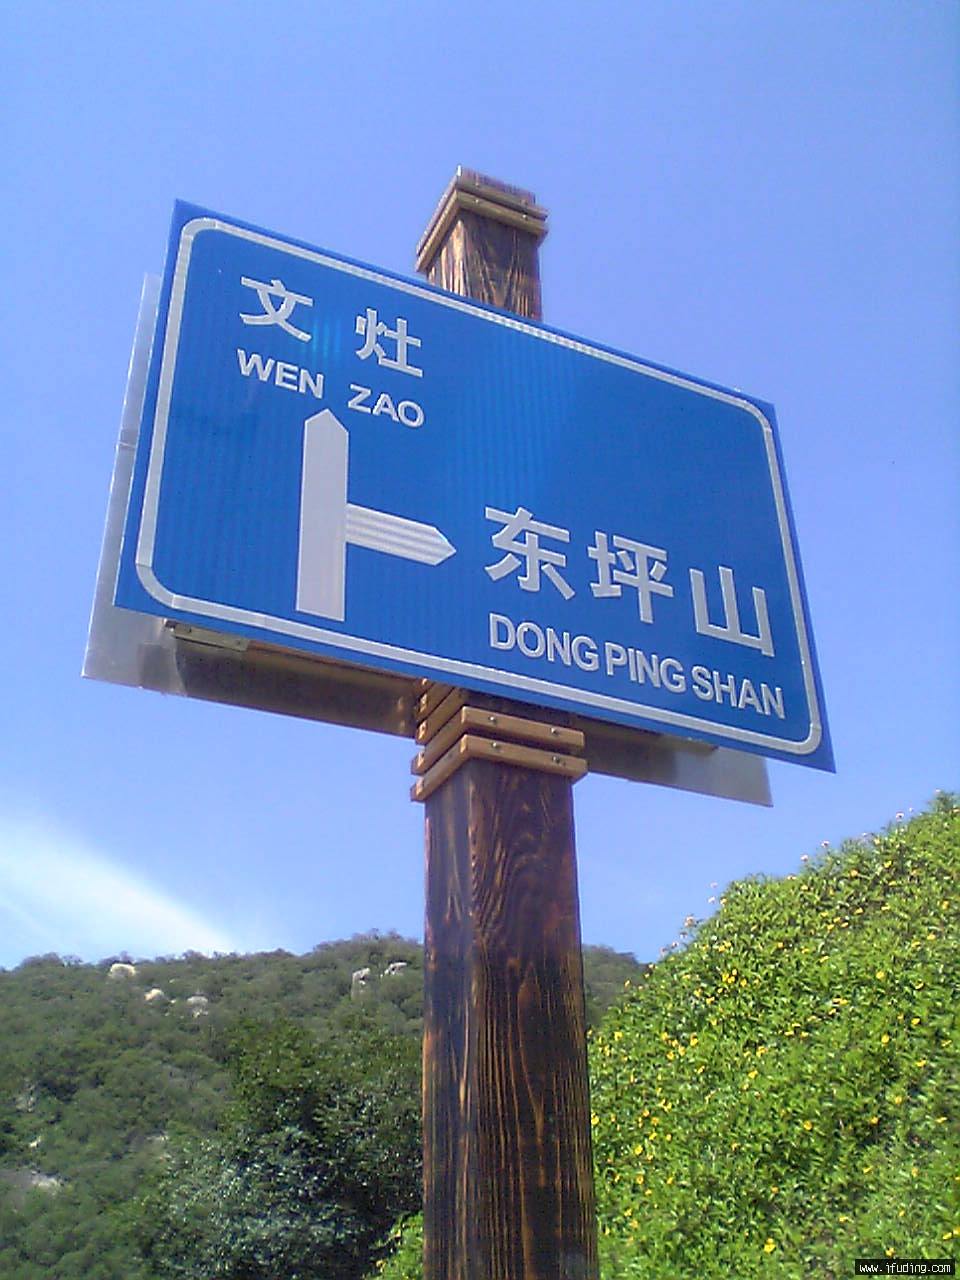 文 灶
WEN ZAO
东坪山
DONG PING SHAN
www.ifuding.com